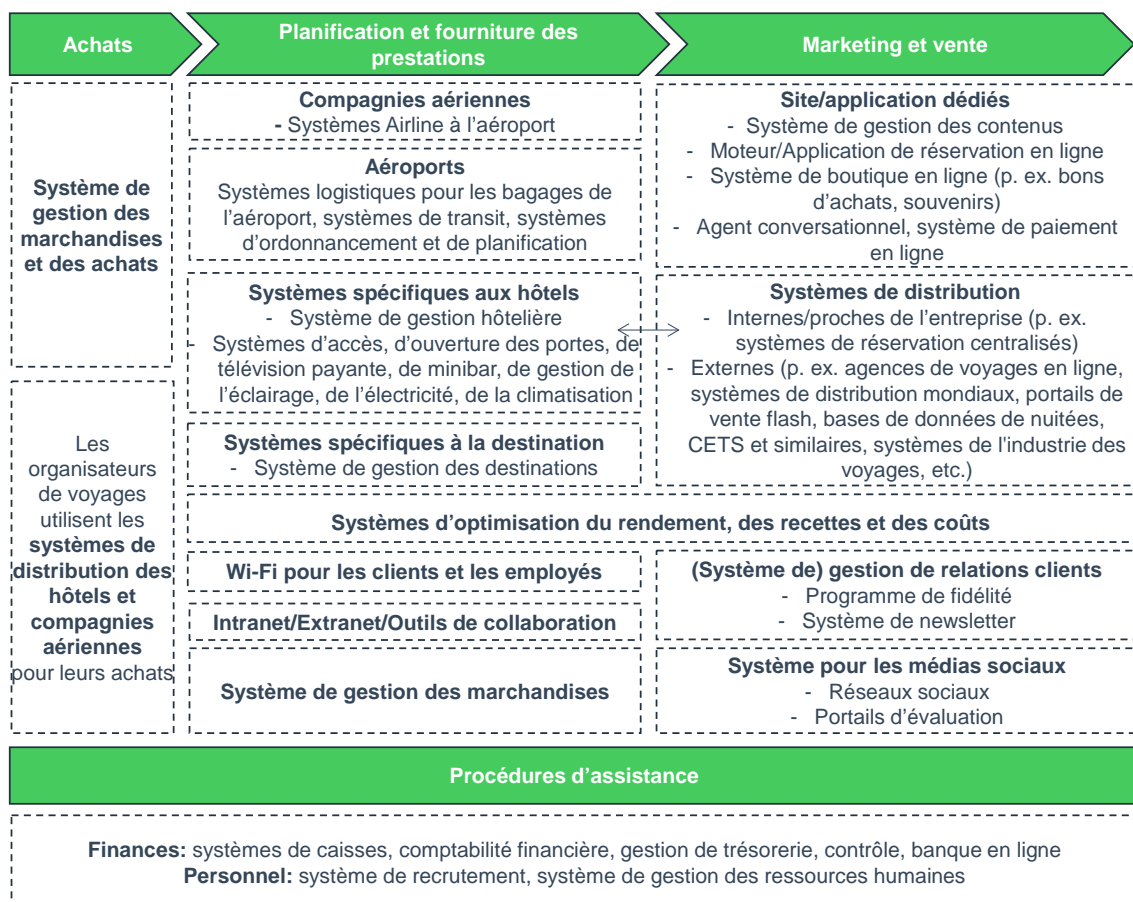 Achats
Planification et fourniture des
prestations
Marketing et vente
Système de
gestion des
marchandises
et des achats
Les
organisateurs
de voyages
utilisent les
systèmes de
distribution des
hôtels et
compagnies
aériennes
pour leurs achats
Compagnies aériennes
- Systèmes Airline à l’aéroport
Aéroports
Systèmes logistiques pour les bagages de
l’aéroport, systèmes de transit, systèmes
d’ordonnancement et de planification
Systèmes spécifiques aux hôtels
- Système de gestion hôtelière
- Systèmes d’accès, d’ouverture des portes, de
télévision payante, de minibar, de gestion de
l’éclairage, de l’électricité, de la climatisation
Systèmes spécifiques à la destination
- Système de gestion des destinations
Site/application dédiés
- Système de gestion des contenus
- Moteur/Application de réservation en ligne
- Système de boutique en ligne (p. ex. bons
d’achats, souvenirs)
- Agent conversationnel, système de paiement
en ligne
Systèmes de distribution
- Internes/proches de l’entreprise (p. ex.
systèmes de réservation centralisés)
- Externes (p. ex. agences de voyages en ligne,
systèmes de distribution mondiaux, portails de
vente flash, bases de données de nuitées,
CETS et similaires, systèmes de l'industrie des
voyages, etc.)
Systèmes d’optimisation du rendement, des recettes et des coûts
Wi-Fi pour les clients et les employés
Intranet/Extranet/Outils de collaboration
Système de gestion des marchandises
(Système de) gestion de relations clients
- Programme de fidélité
- Système de newsletter
Système pour les médias sociaux
- Réseaux sociaux
- Portails d’évaluation
Procédures d’assistance
Finances: systèmes de caisses, comptabilité financière, gestion de trésorerie, contrôle, banque en ligne
Personnel: système de recrutement, système de gestion des ressources humaines